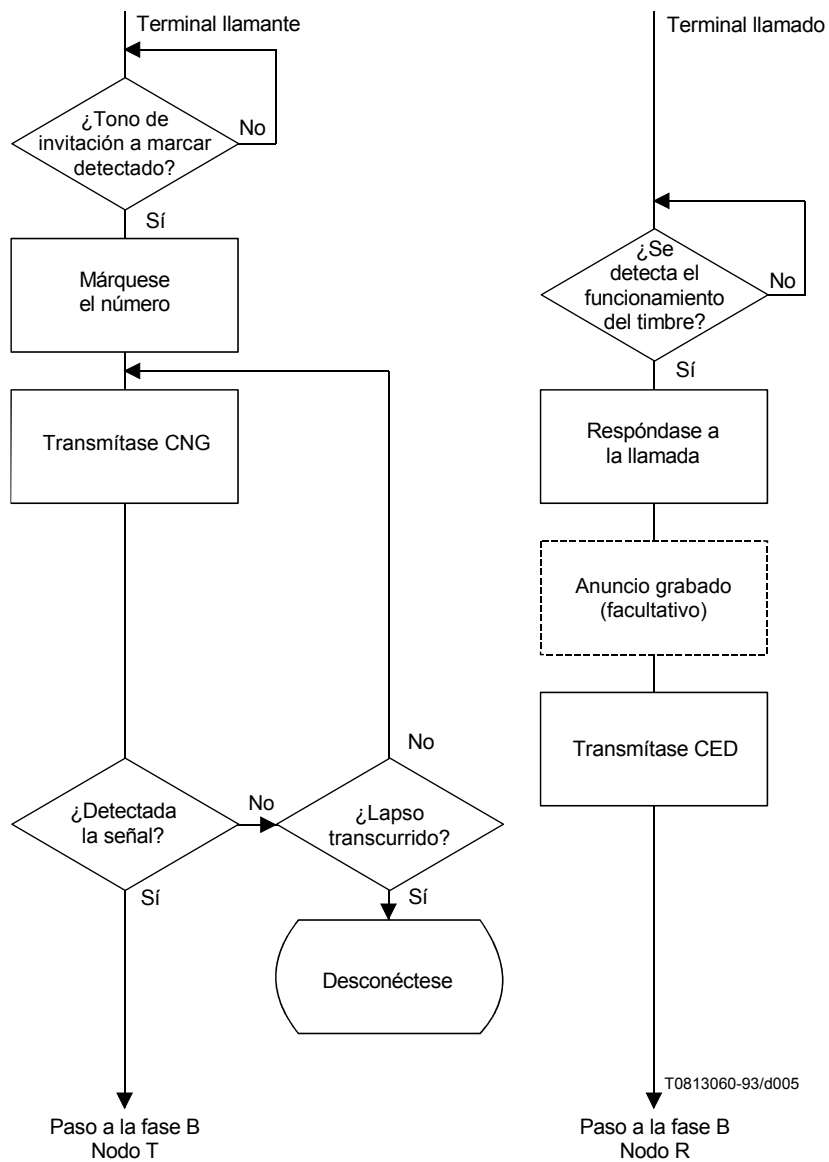 Terminal llamante
¿Tono de
invitación a marcar
detectado?
No
Sí
Márquese
el número
Transmítase CNG
¿Detectada
la señal?
No
Sí
¿Lapso
transcurrido?
No
Sí
Desconéctese
Paso a la fase B
Nodo T
Terminal llamado
¿Se
detecta el
funcionamiento
del timbre?
No
Sí
Respóndase a
la llamada
Anuncio grabado
(facultativo)
Transmítase CED
T0813060-93/d005
Paso a la fase B
Nodo R